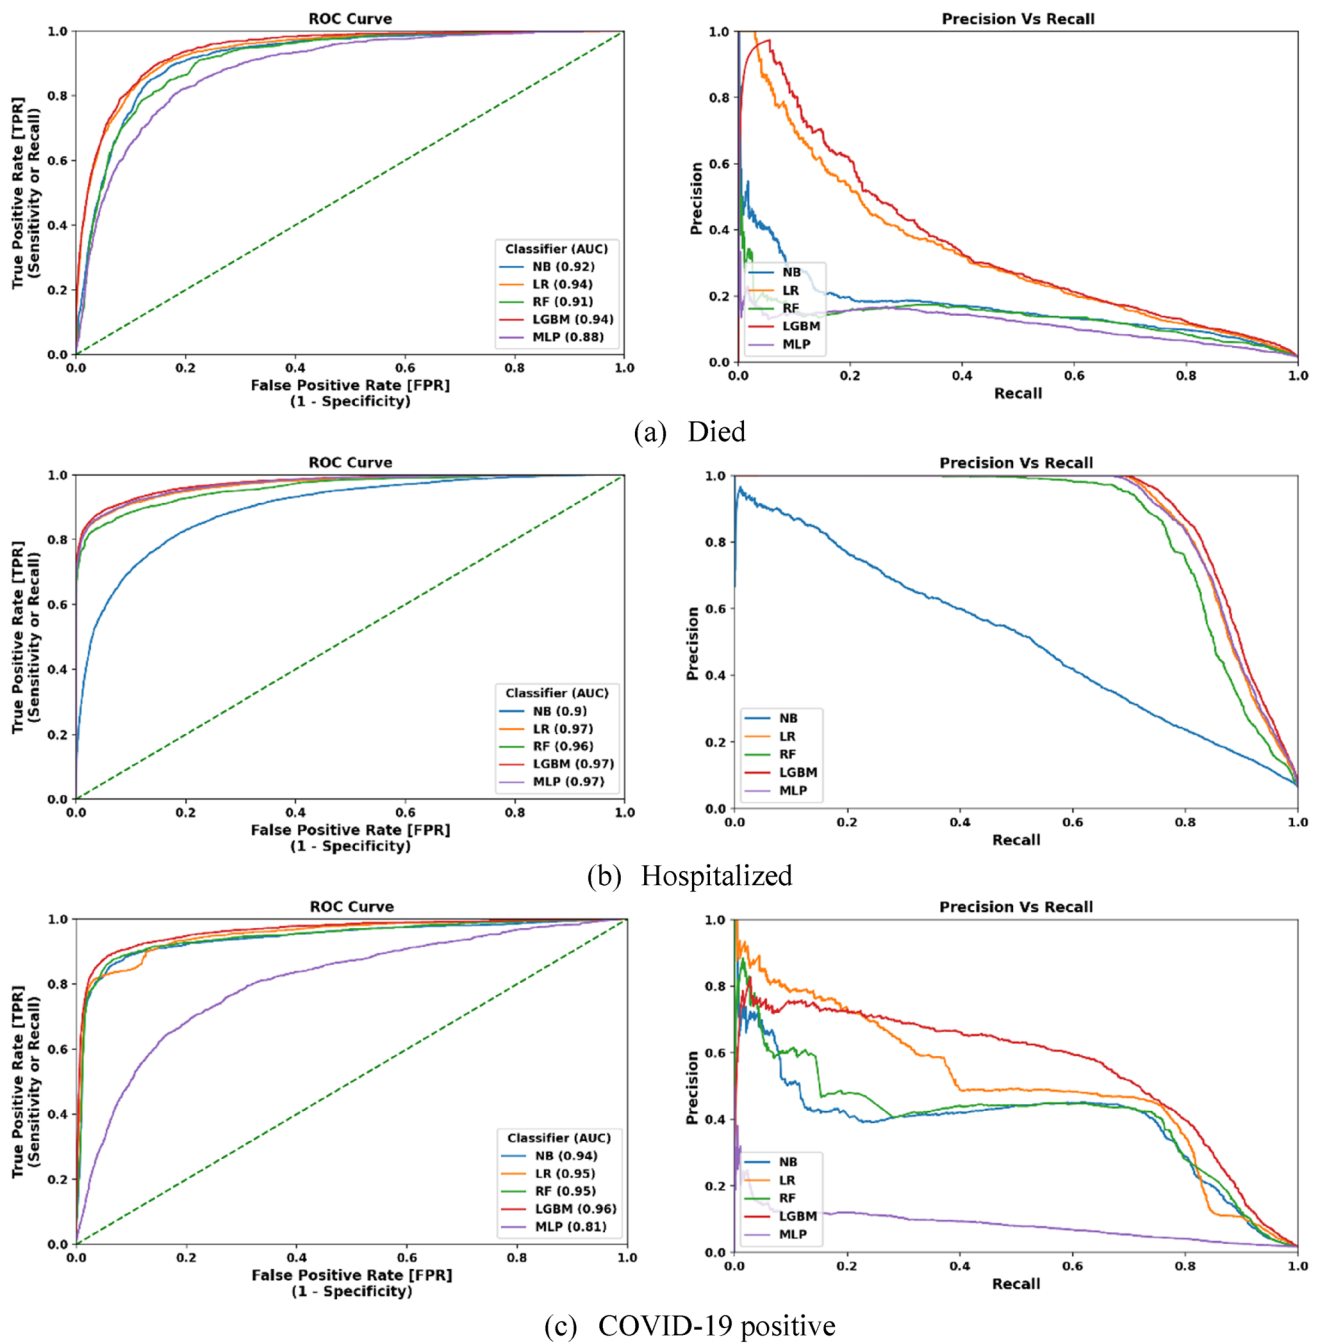 ROC Curve
True Positive Rate [TPR]
(Sensitivity or Recall)
1.0
0.8
0.6
0.4
0.2
0.0
Classifier (AUC)
NB (0.92)
LR (0.94)
RF (0.91)
LGBM (0.94)
MLP (0.88)
0.0 0.2 0.4 0.6 0.8 1.0
False Positive Rate [FPR]
(1 - Specificity)
Precision Vs Recall
Precision
1.0
0.8
0.6
0.4
0.2
0.0
NB
LR
RF
LGBM
MLP
0.0 0.2 0.4 0.6 0.8 1.0
Recall
(a) Died
ROC Curve
True Positive Rate [TPR]
(Sensitivity or Recall)
1.0
0.8
0.6
0.4
0.2
0.0
Classifier (AUC)
NB (0.9)
LR (0.97)
RF (0.96)
LGBM (0.97)
MLP (0.97)
0.0 0.2 0.4 0.6 0.8 1.0
False Positive Rate [FPR]
(1 - Specificity)
Precision Vs Recall
Precision
1.0
0.8
0.6
0.4
0.2
0.0
NB
LR
RF
LGBM
MLP
0.0 0.2 0.4 0.6 0.8 1.0
Recall
(b) Hospitalized
ROC Curve
True Positive Rate [TPR]
(Sensitivity or Recall)
1.0
0.8
0.6
0.4
0.2
0.0
Classifier (AUC)
NB (0.94)
LR (0.95)
RF (0.95)
LGBM (0.96)
MLP (0.81)
0.0 0.2 0.4 0.6 0.8 1.0
False Positive Rate [FPR]
(1 - Specificity)
Precision Vs Recall
Precision
1.0
0.8
0.6
0.4
0.2
0.0
NB
LR
RF
LGBM
MLP
0.0 0.2 0.4 0.6 0.8 1.0
Recall
(c) COVID-19 positive